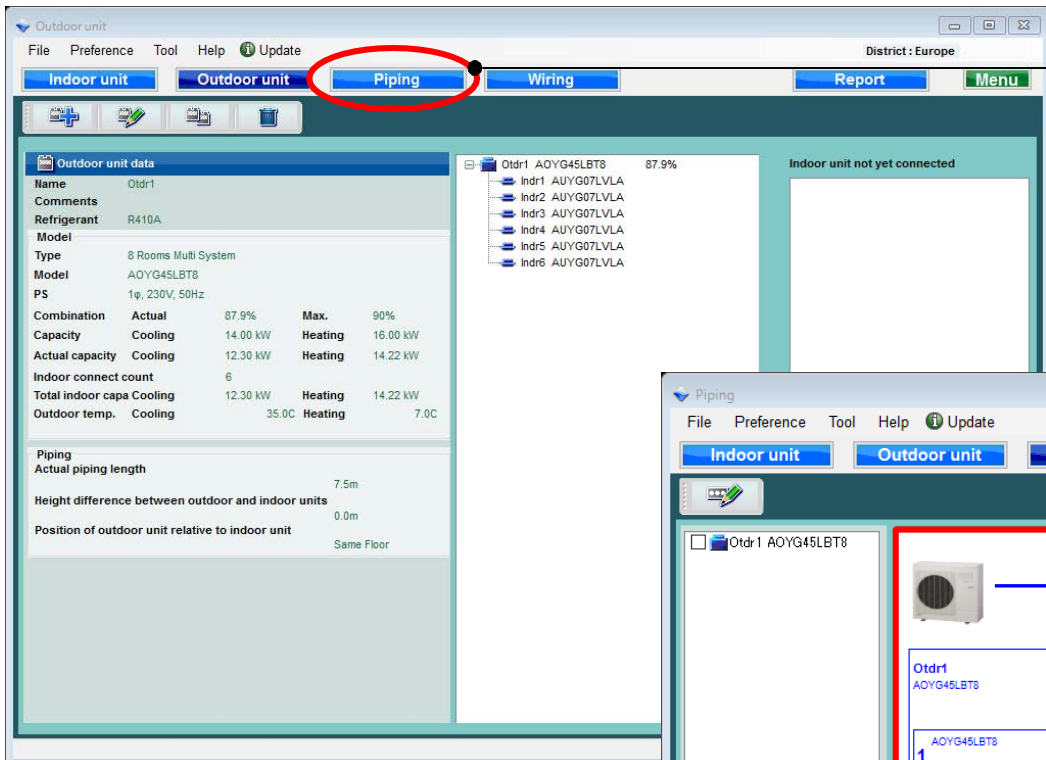 Outdoor unit
File Preference Tool Help Update
District : Europe
Indoor unit Outdoor unit Piping Wiring Report Menu
Outdoor unit data
Name Otdr1
Comments
Refrigerant R410A
Model
Type 8 Rooms Multi System
Model AOYG45LBT8
PS 1φ, 230V, 50Hz
Combination Actual 87.9% Max. 90%
Capacity Cooling 14.00 kW Heating 16.00 kW
Actual capacity Cooling 12.30 kW Heating 14.22 kW
Indoor connect count 6
Total indoor capa Cooling 12.30 kW Heating 14.22 kW
Outdoor temp. Cooling 35.0C Heating 7.0C
Piping
Actual piping length
7.5m
Height difference between outdoor and indoor units
0.0m
Position of outdoor unit relative to indoor unit
Same Floor
Otdr1 AOYG45LBT8 87.9%
Indr1 AUYG07LVLA
Indr2 AUYG07LVLA
Indr3 AUYG07LVLA
Indr4 AUYG07LVLA
Indr5 AUYG07LVLA
Indr6 AUYG07LVLA
Indoor unit not yet connected
Piping
File Preference Tool Help Update
Indoor unit Outdoor unit
Otdr1 AOYG45LBT8
Otdr1
AOYG45LBT8
AOYG45LBT8
1